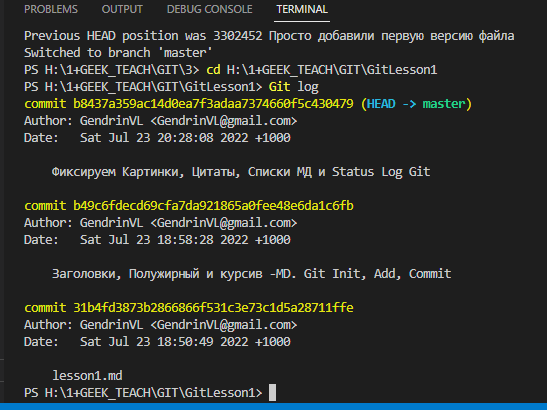 PROBLEMS OUTPUT DEBUG CONSOLE TERMINAL
Previous HEAD position was 3302452 Просто добавили первую версию файла
Switched to branch 'master'
PS H:\1+GEEK_TEACH\GIT\3> cd H:\1+GEEK_TEACH\GIT\GitLesson1
PS H:\1+GEEK_TEACH\GIT\GitLesson1> Git log
commit b8437a359ac14d0ea7f3adaa7374660f5c430479 (HEAD -> master)
Author: GendrinVL <GendrinVL@gmail.com>
Date:   Sat Jul 23 20:28:08 2022 +1000
Фиксируем Картинки, Цитаты, Списки МД и Status Log Git
commit b49c6fdecd69cfa7da921865a0fee48e6da1c6fb
Author: GendrinVL <GendrinVL@gmail.com>
Date:   Sat Jul 23 18:58:28 2022 +1000
Заголовки, Полужирный и курсив -MD. Git Init, Add, Commit
commit 31b4fd3873b2866866f531c3e73c1d5a28711ffe
Author: GendrinVL <GendrinVL@gmail.com>
Date:   Sat Jul 23 18:50:49 2022 +1000
lesson1.md
PS H:\1+GEEK_TEACH\GIT\GitLesson1>